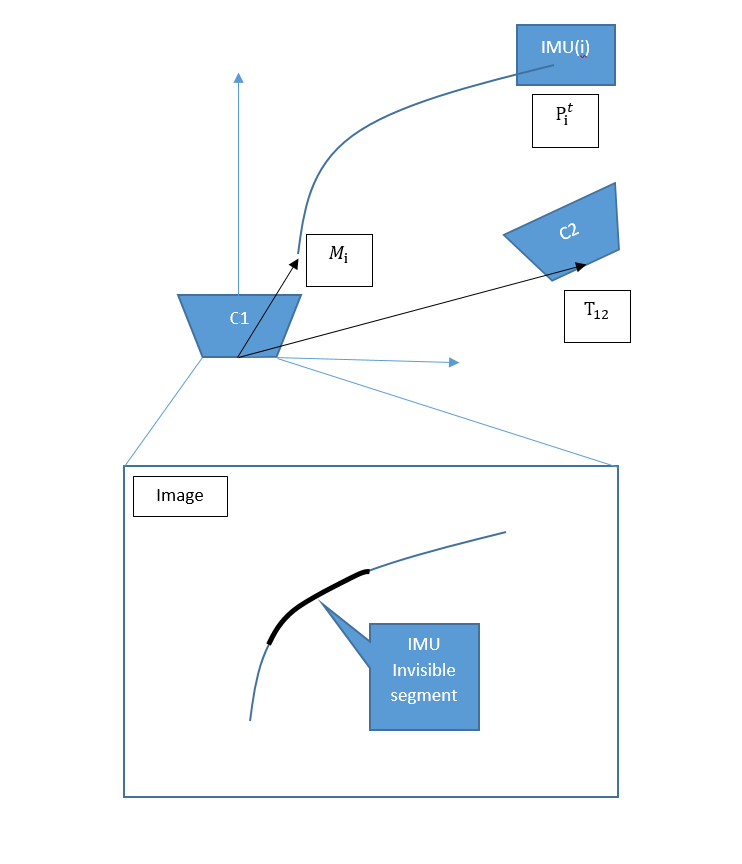 IMU(i)
P_i^t
C2
M_i
T_12
C1
Image
IMU
Invisible
segment